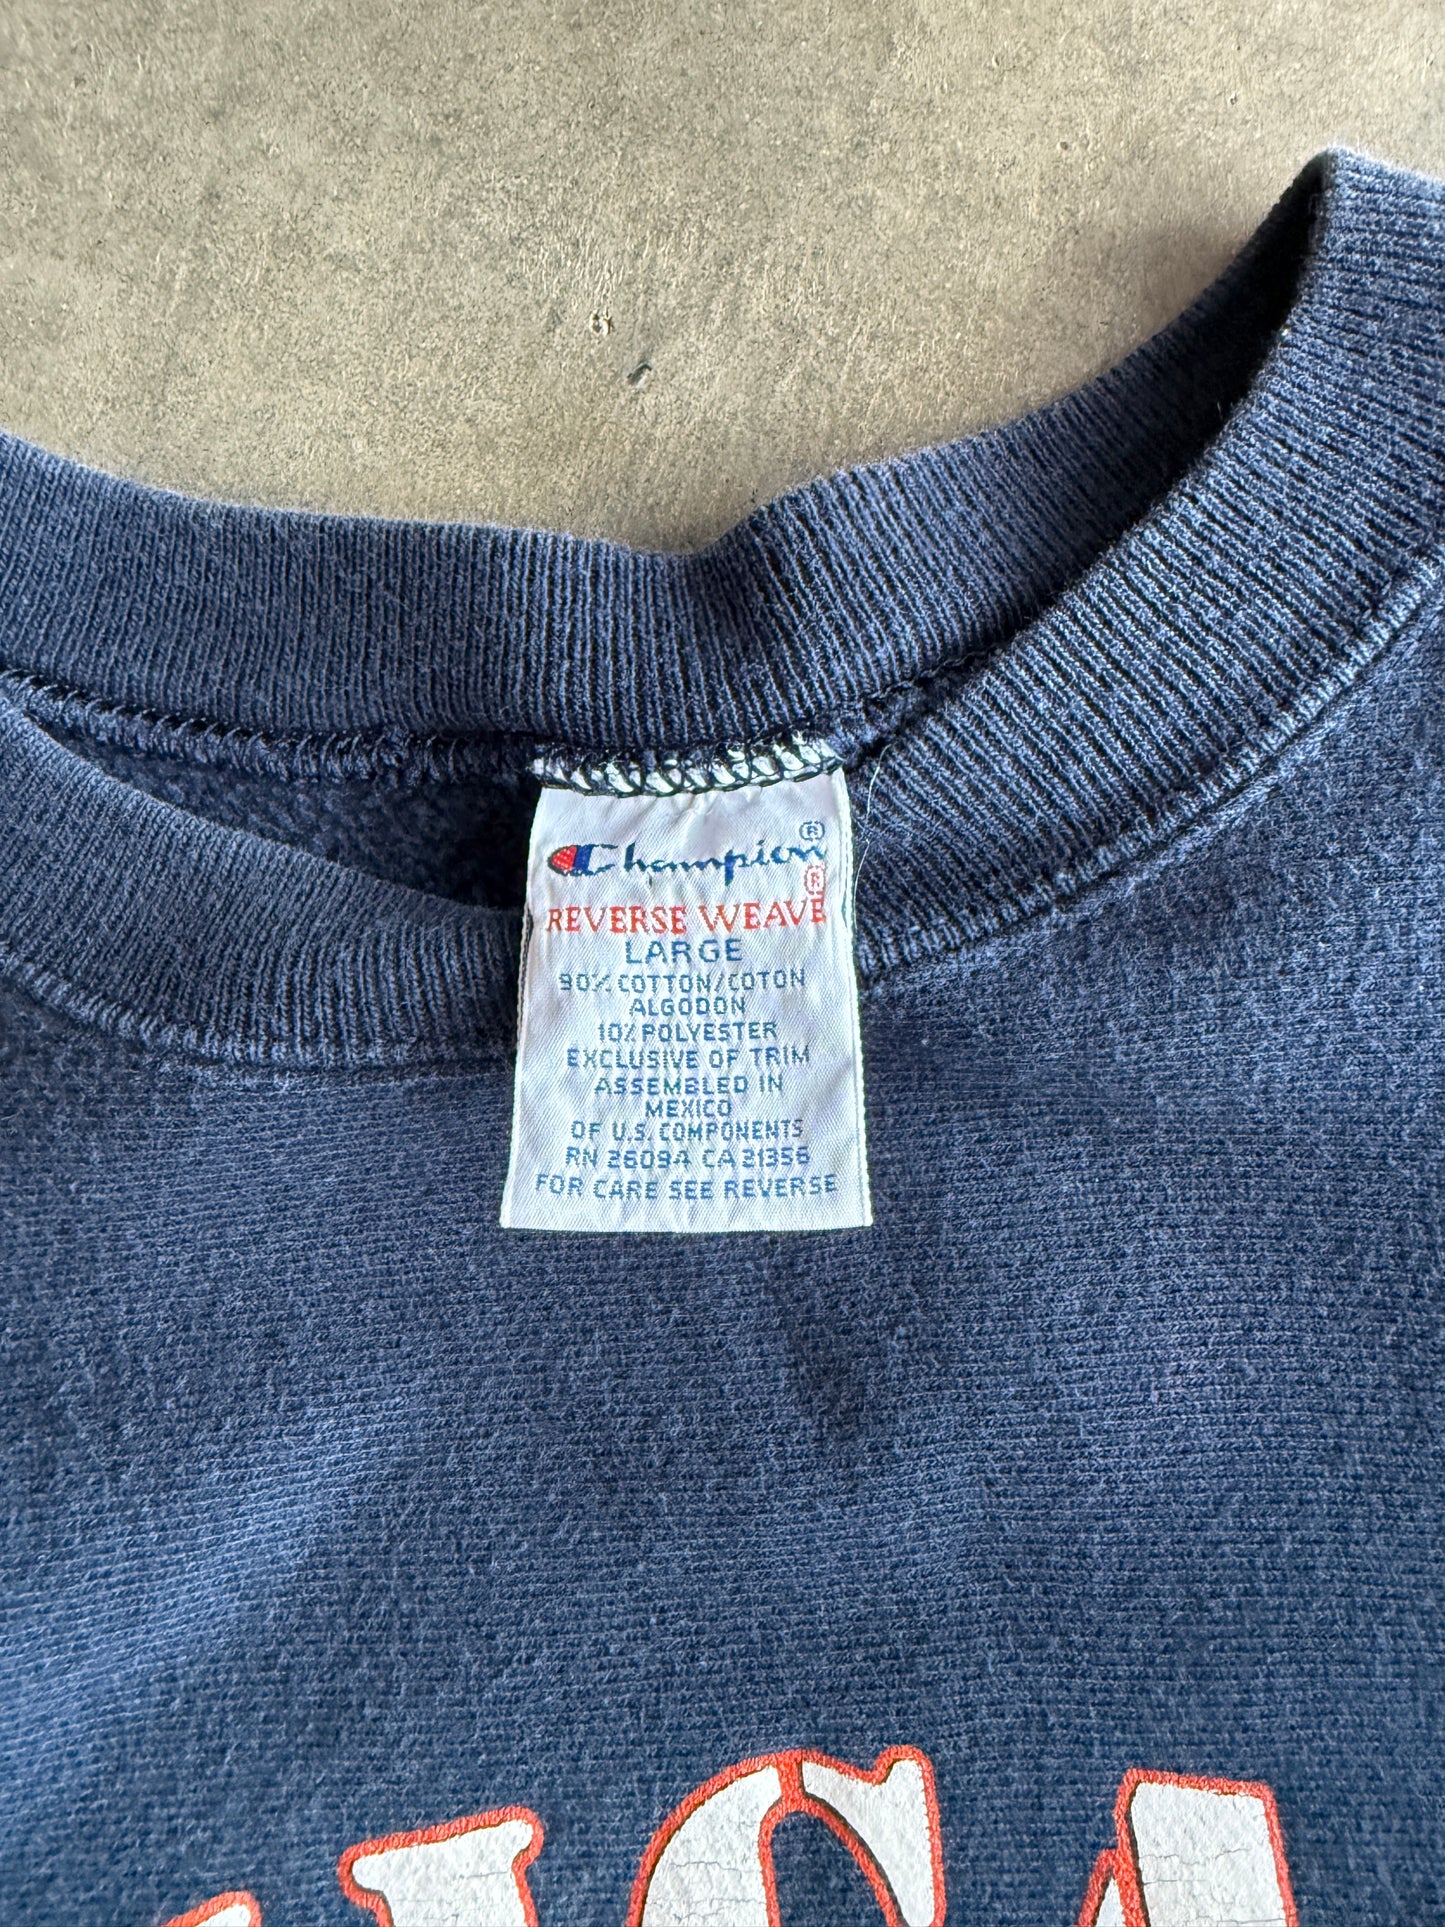 Champion®
REVERSE WEAVE®
LARGE
90% COTTON/COTON
ALGODON
10% POLYESTER
EXCLUSIVE OF TRIM
ASSEMBLED IN
MEXICO
OF U.S. COMPONENTS
RN 26094 CA 21356
FOR CARE SEE REVERSE